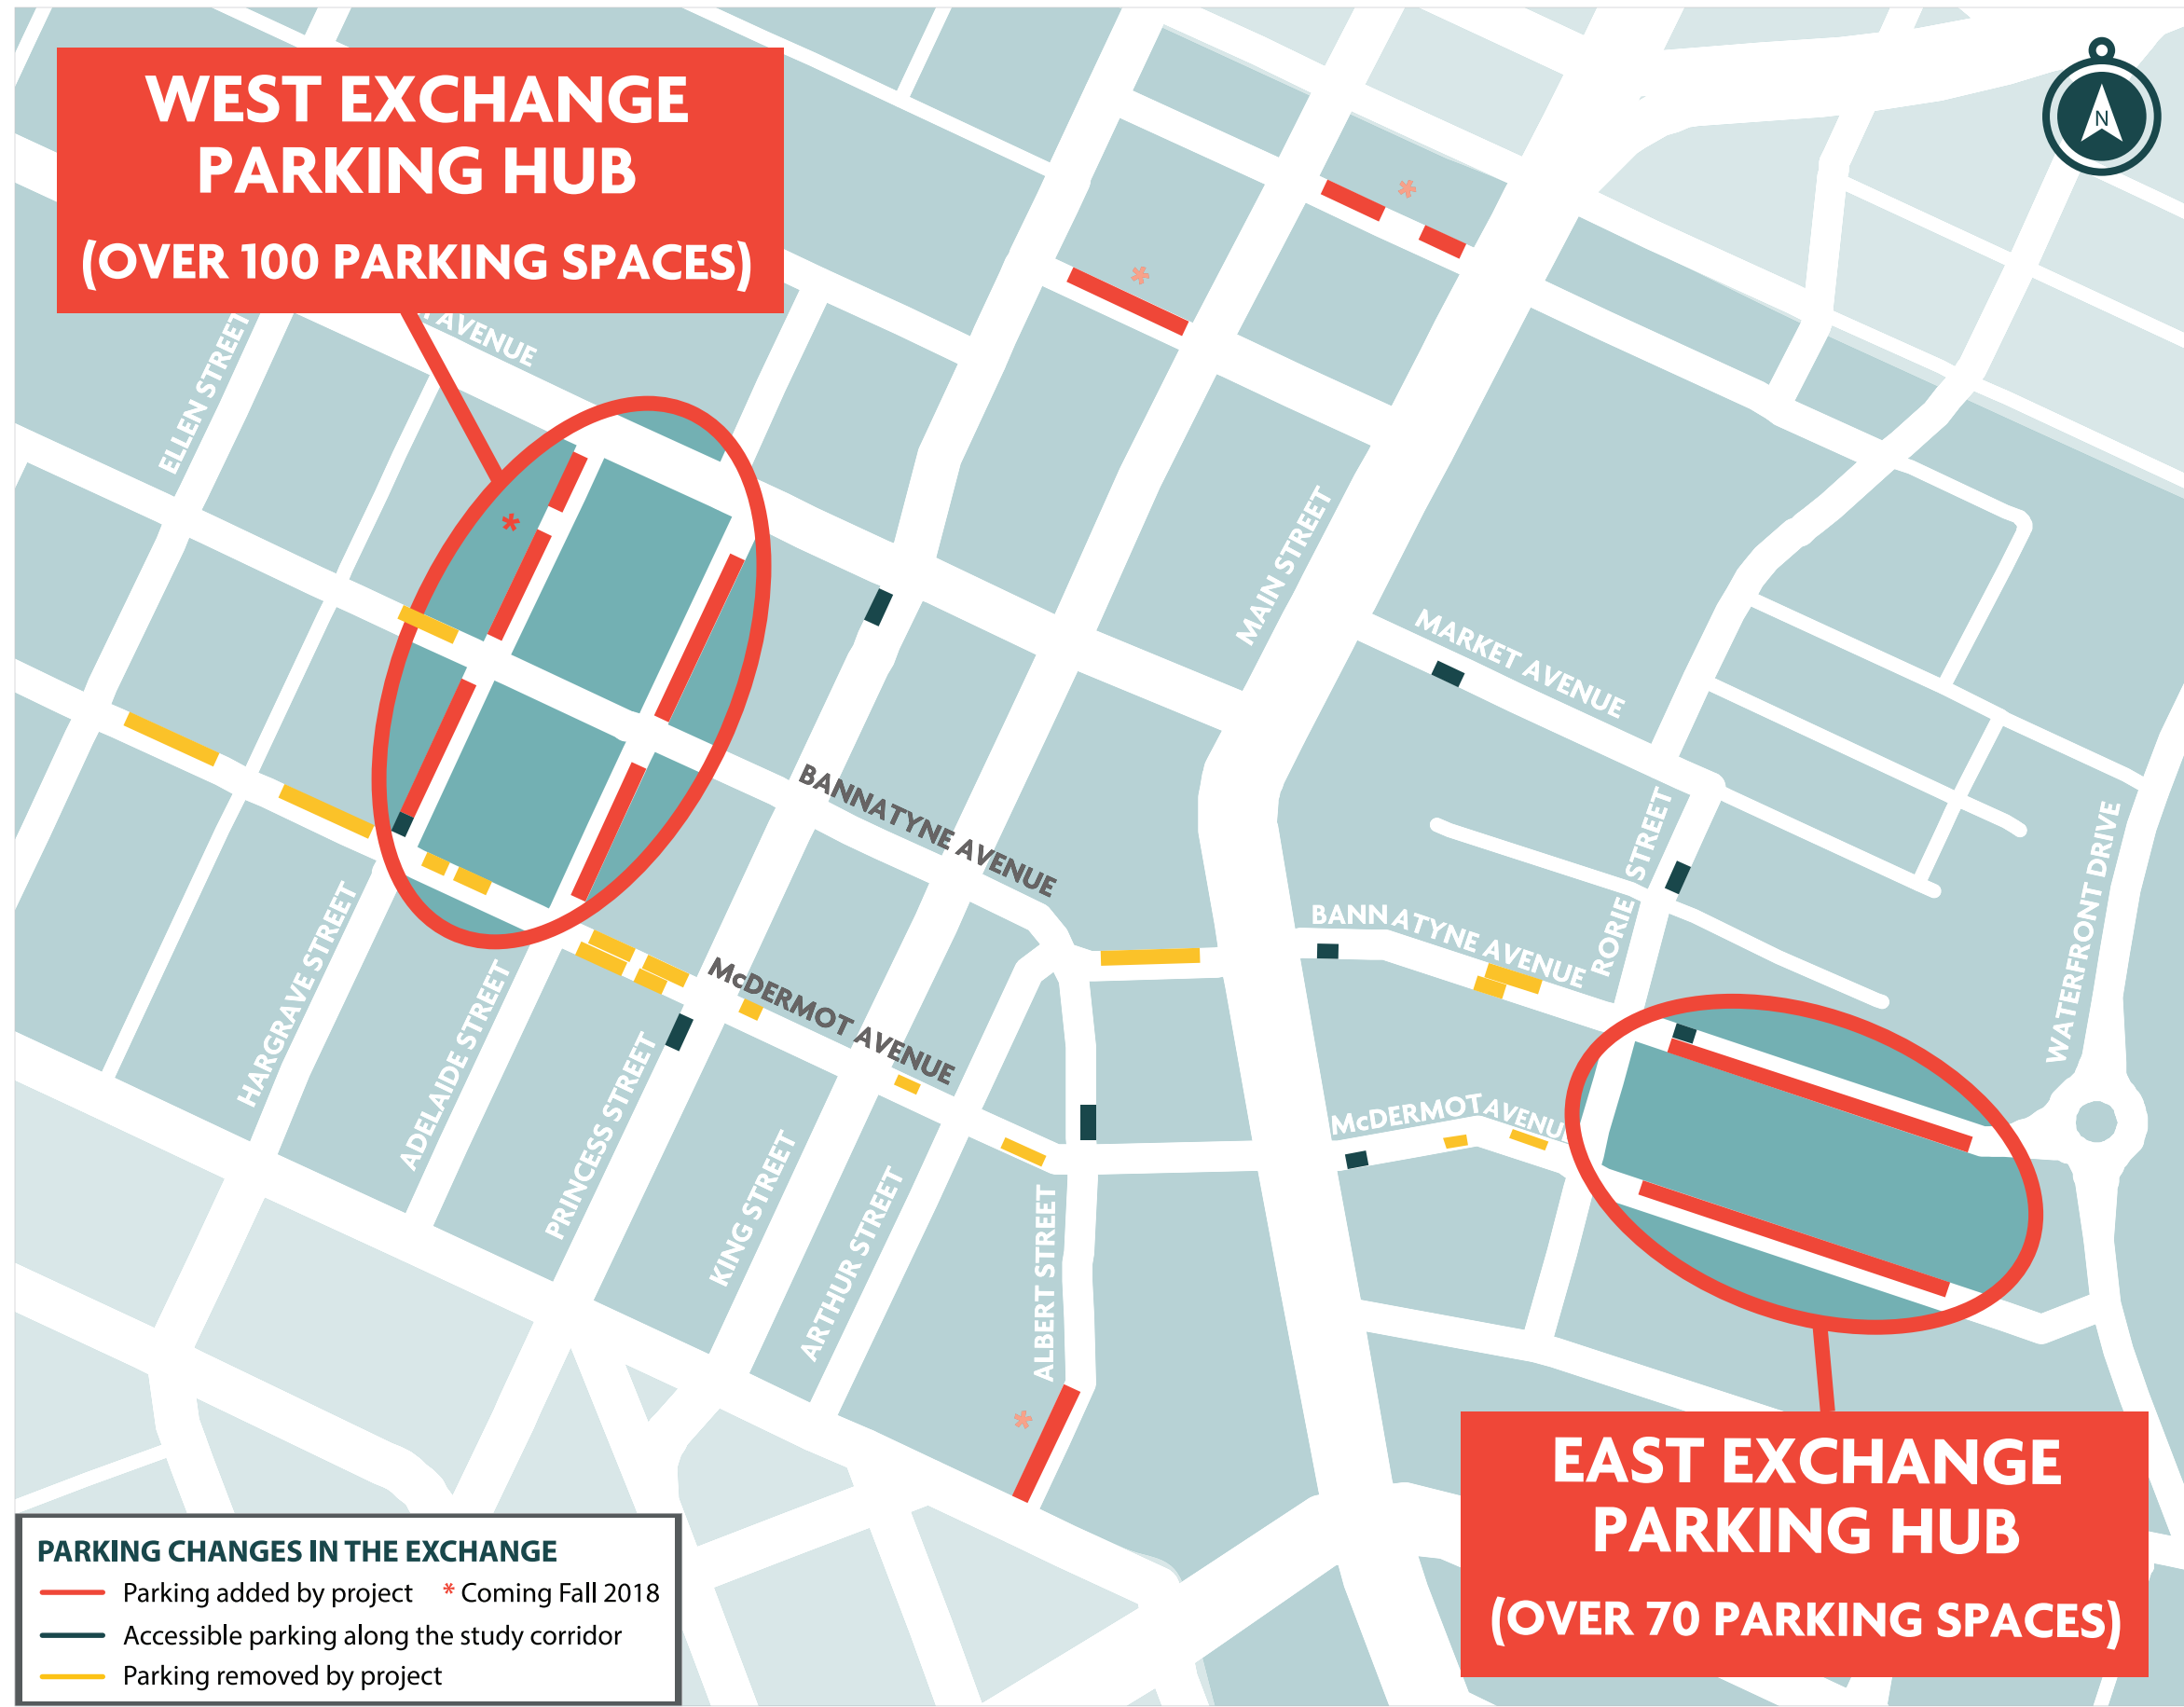 WEST EXCHANGE
PARKING HUB
(OVER 100 PARKING SPACES)
N
*
*
AVENUE
ELLEN STREET
*
MAIN STREET
MARKET AVENUE
BANNATYNE AVENUE
RORIE STREET
WATERFRONT DRIVE
BANNATYNE AVENUE
HARGRAVE STREET
ADELAIDE STREET
McDERMOT AVENUE
McDERMOT AVENU
PRINCESS STREET
KING STREET
ARTHUR STREET
ALBERT STREET
*
EAST EXCHANGE
PARKING HUB
(OVER 70 PARKING SPACES)
PARKING CHANGES IN THE EXCHANGE
Parking added by project * Coming Fall 2018
Accessible parking along the study corridor
Parking removed by project